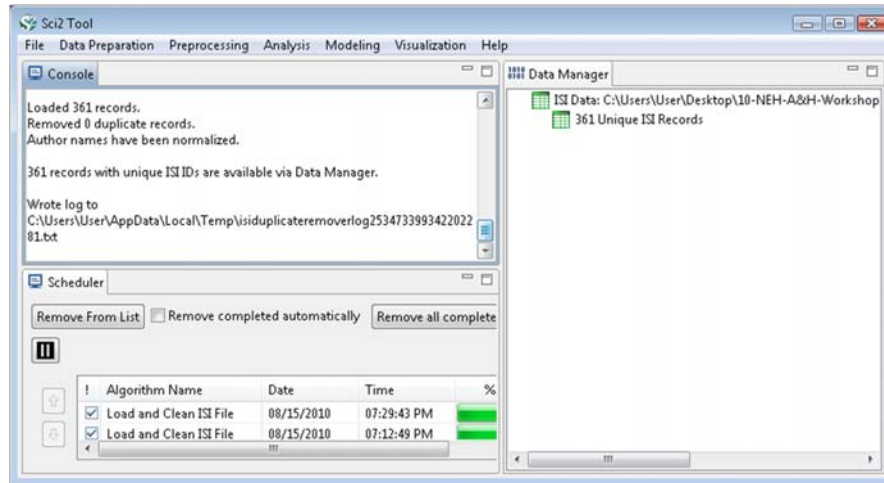 Sci2 Tool
File Data Preparation Preprocessing Analysis Modeling Visualization Help
Console
Loaded 361 records.
Removed 0 duplicate records.
Author names have been normalized.
361 records with unique ISI IDs are available via Data Manager.
Wrote log to
C:\Users\User\AppData\Local\Temp\isiduplicateremoverlog2534733993422022
81.txt
Scheduler
Remove From List Remove completed automatically Remove all complete
! Algorithm Name Date Time %
Load and Clean ISI File 08/15/2010 07:29:43 PM
Load and Clean ISI File 08/15/2010 07:12:49 PM
Data Manager
ISI Data: C:\Users\User\Desktop\10-NEH-A&H-Workshop
361 Unique ISI Records